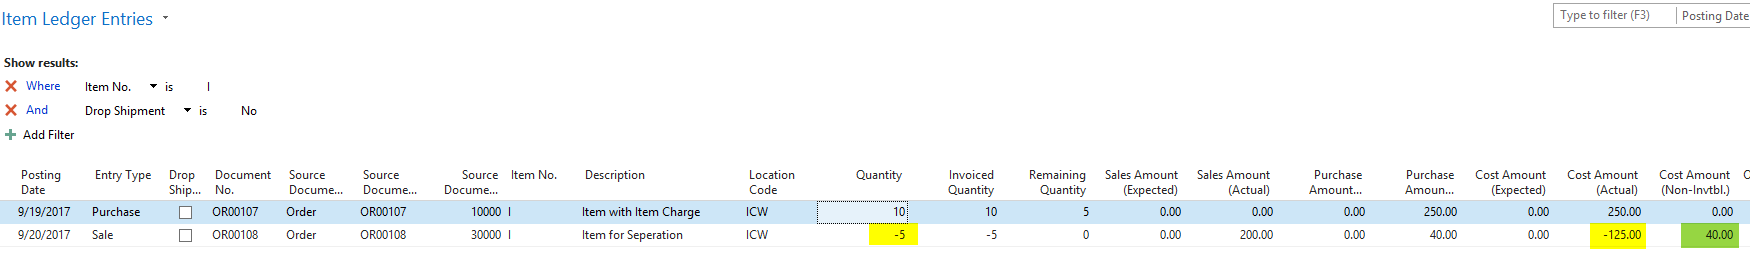 Item Ledger Entries
Type to filter (F3) Posting Date
Show results:
Where Item No. is I
And Drop Shipment is No
Add Filter
Posting Entry Type Drop Document Source Source Source Item No. Description Location Quantity Invoiced Remaining Sales Amount Sales Amount Purchase Purchase Cost Amount Cost Amount Cost Amount
Date Ship... No. Docume... Docume... Docume... Code Quantity Quantity (Expected) (Actual) Amount... Amoun... (Expected) (Actual) (Non-Invtbl.)
9/19/2017 Purchase OR00107 Order OR00107 10000 I Item with Item Charge ICW 10 10 5 0.00 0.00 0.00 250.00 0.00 250.00 0.00
9/20/2017 Sale OR00108 Order OR00108 30000 I Item for Seperation ICW -5 -5 0 0.00 200.00 0.00 40.00 0.00 -125.00 40.00